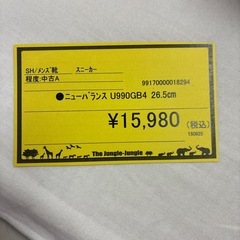 SH/メンズ靴 スニーカー
程度:中古A 99170000018294
●ニューバランス U990GB4 26.5cm
¥15,980 (税込)
130623
The Jungle-Jungle